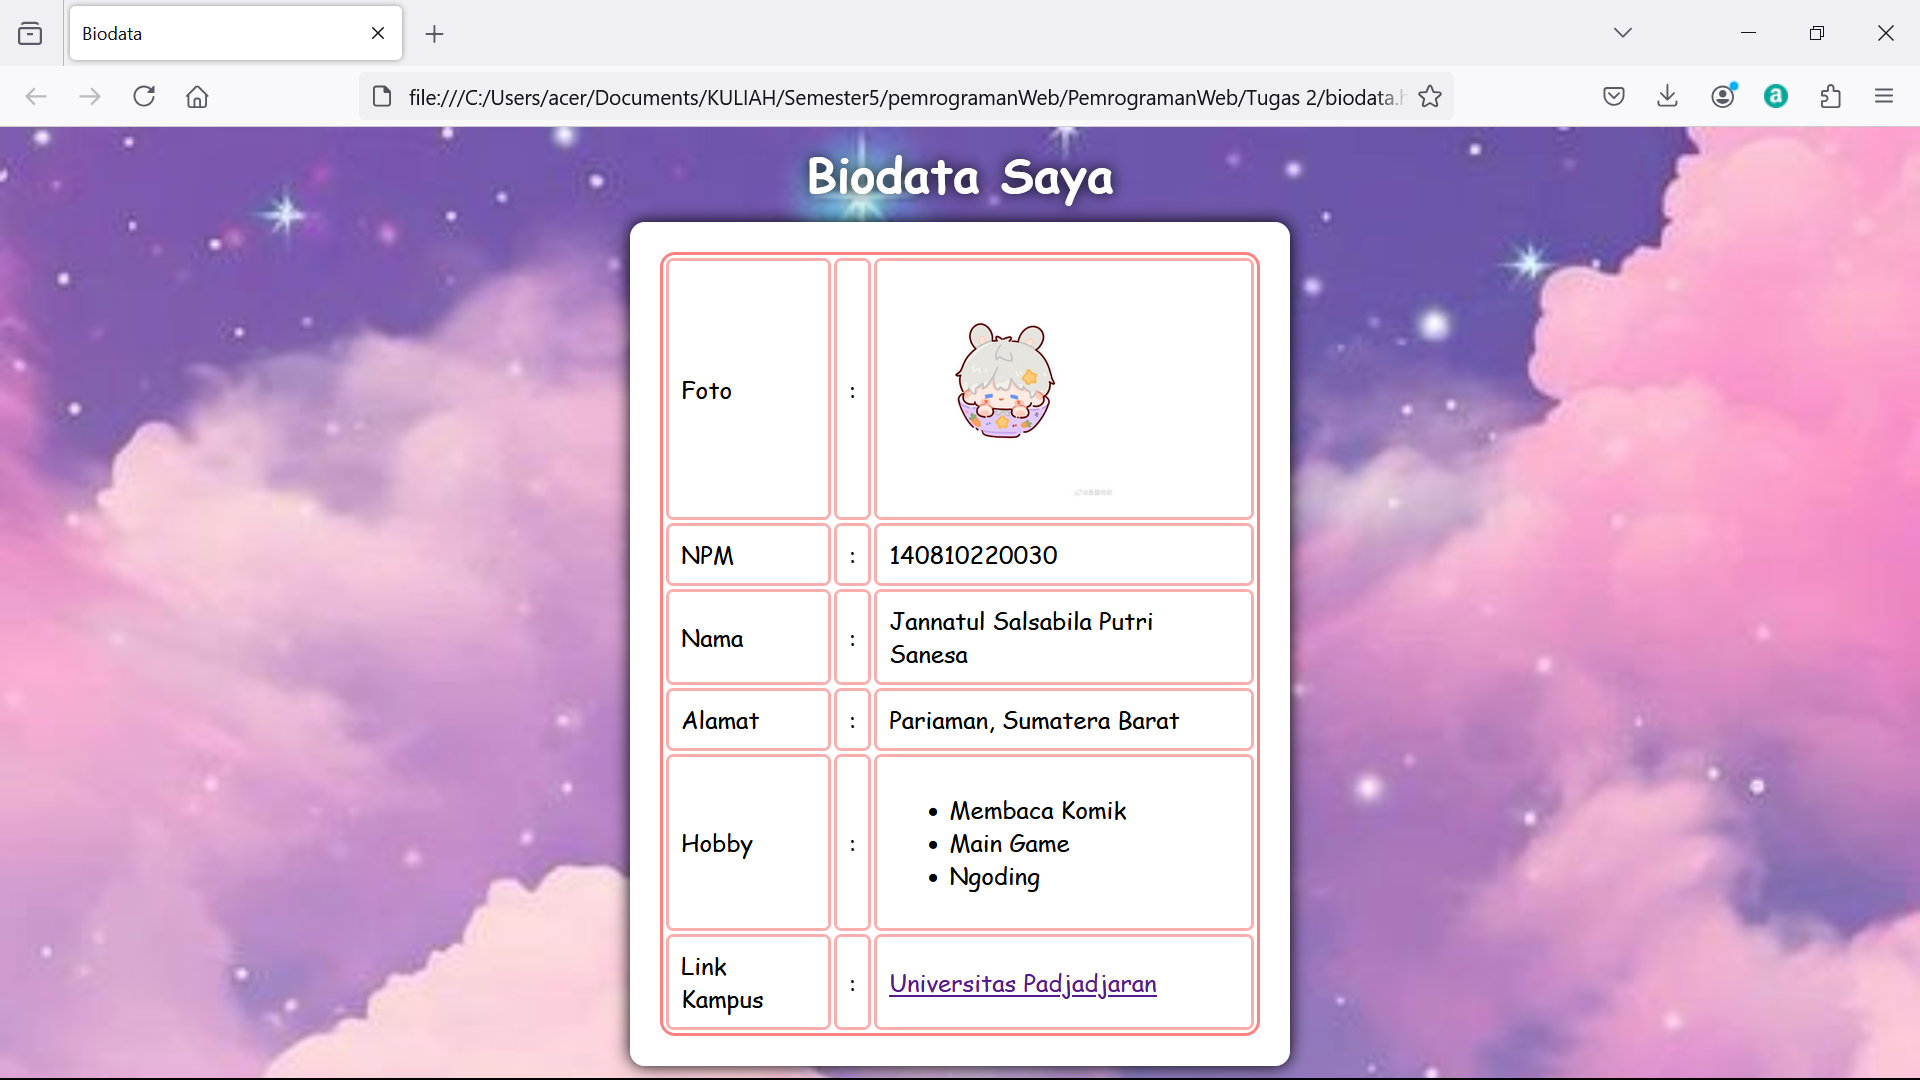 Biodata
file:///C:/Users/acer/Documents/KULIAH/Semester5/pemrogramanWeb/PemrogramanWeb/Tugas 2/biodata.h
a
Biodata Saya
Foto :
NPM : 140810220030
Nama : Jannatul Salsabila Putri
Sanesa
Alamat : Pariaman, Sumatera Barat
Hobby :
• Membaca Komik
• Main Game
• Ngoding
Link
Kampus : Universitas Padjadjaran